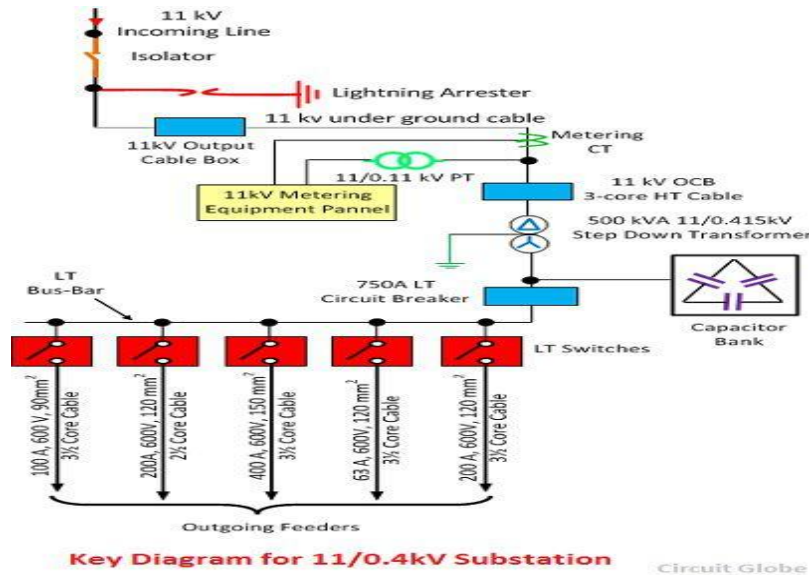 11 kV
Incoming Line
Isolator
Lightning Arrester
11 kv under ground cable
11kV Output
Cable Box
Metering
CT
11/0.11 kV PT
11kV Metering
Equipment Pannel
11 kV OCB
3-core HT Cable
500 kVA 11/0.415kV
Step Down Transformer
LT
Bus-Bar
750A LT
Circuit Breaker
Capacitor
Bank
LT Switches
100 A, 600 V, 90mm²
3½ Core Cable
200A, 600V, 120 mm²
2½ Core Cable
400 A, 600V, 150 mm²
3½ Core Cable
63 A, 600V, 120 mm²
3½ Core Cable
200 A, 600V, 120 mm²
3½ Core Cable
Outgoing Feeders
Key Diagram for 11/0.4kV Substation
Circuit Globe